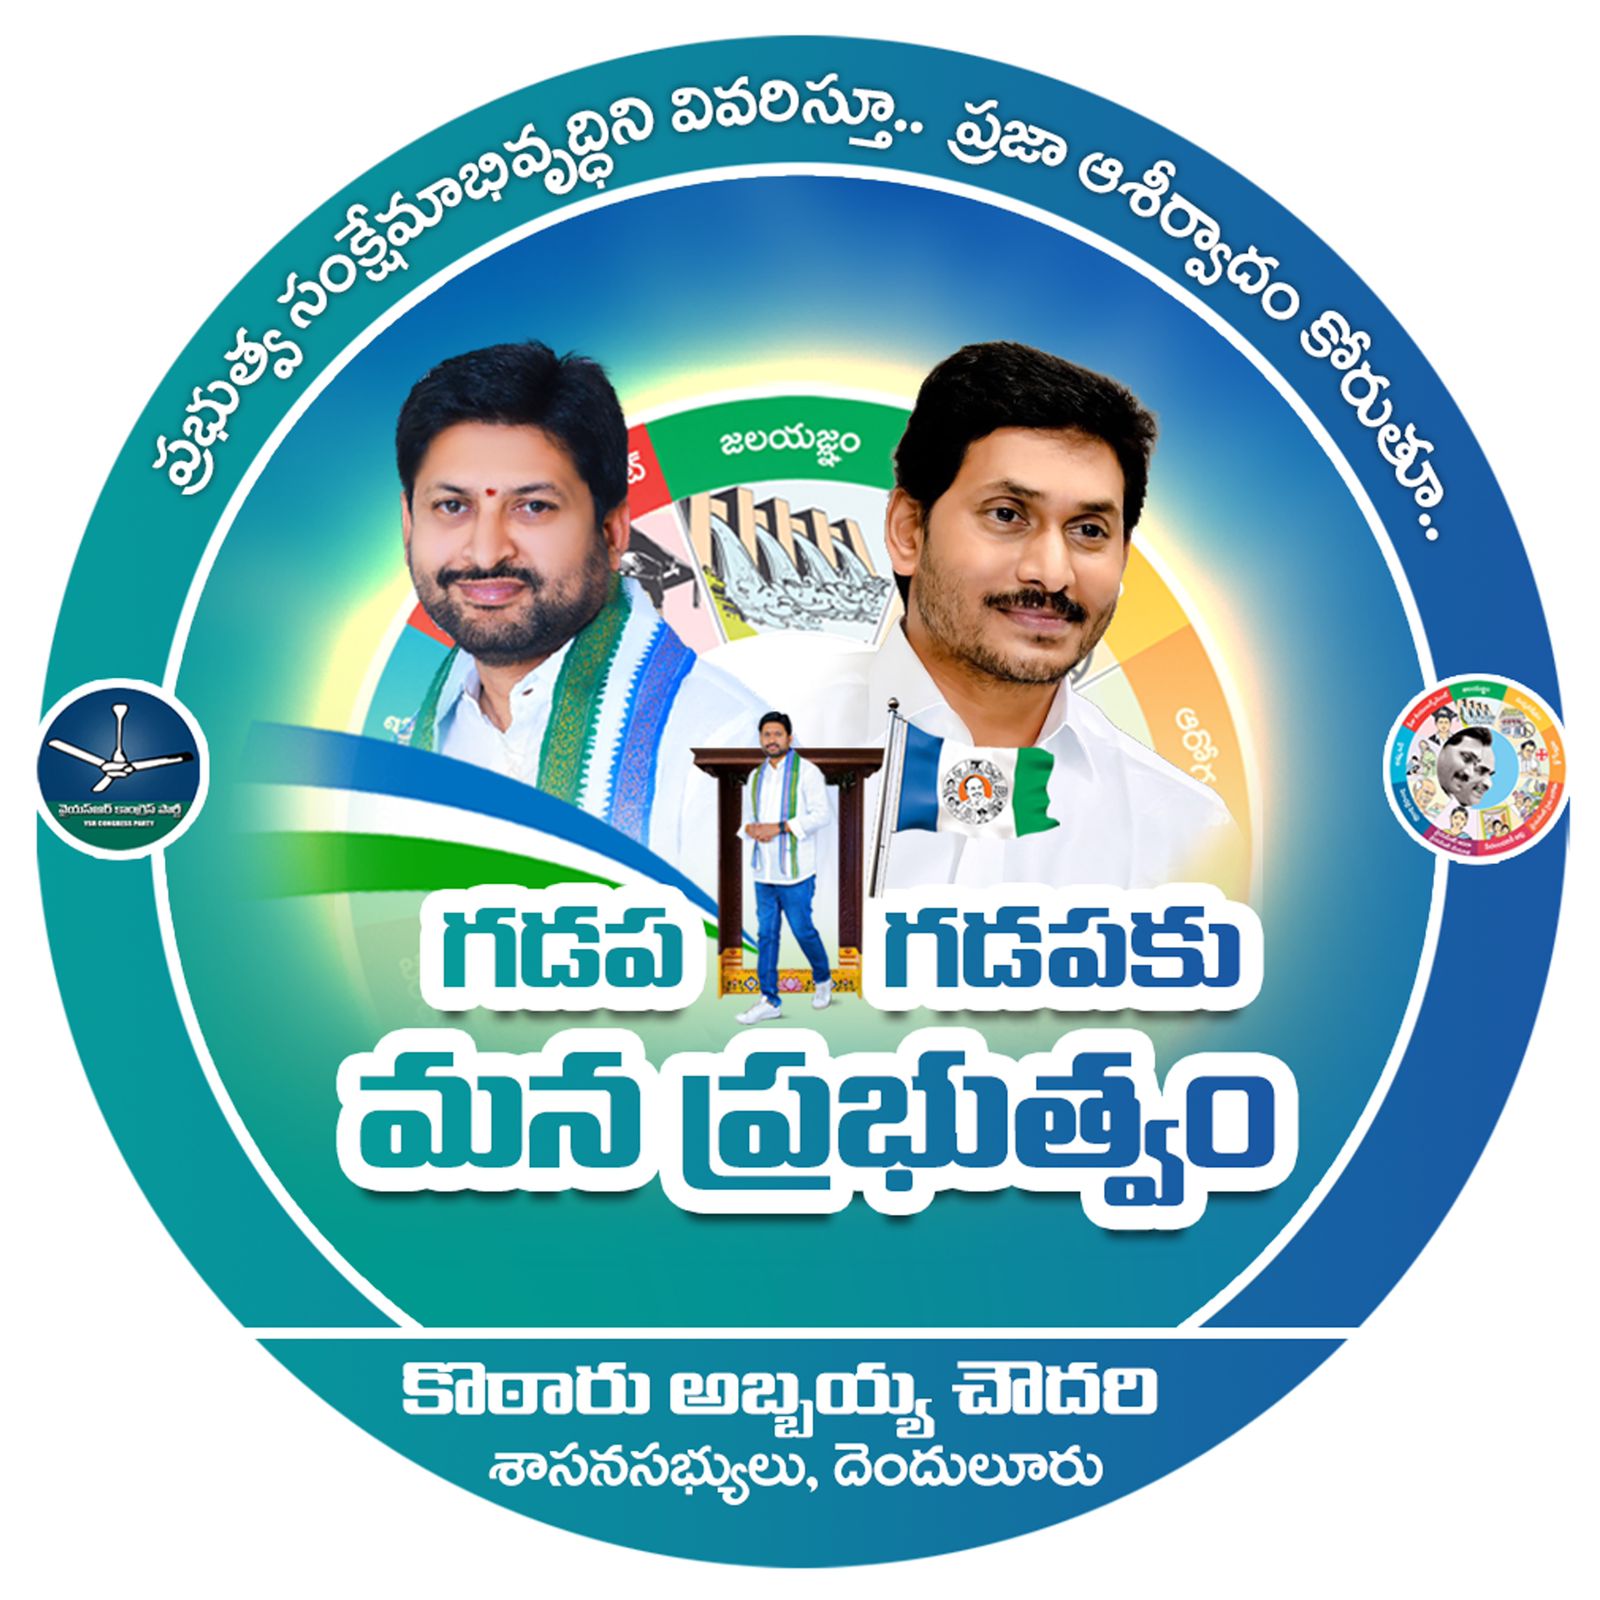 ప్రభుత్వ సంక్షేమాభివృద్ధిని వివరిస్తూ.. ప్రజా ఆశీర్వాదం కోరుతూ..
జలయజ్ఞం
వైయస్ఆర్ కాంగ్రెస్ పార్టీ
YSR CONGRESS PARTY
గడప గడపకు
మన ప్రభుత్వం
కొఠారు అబ్బయ్య చౌదరి
శాసనసభ్యులు, దెందులూరు